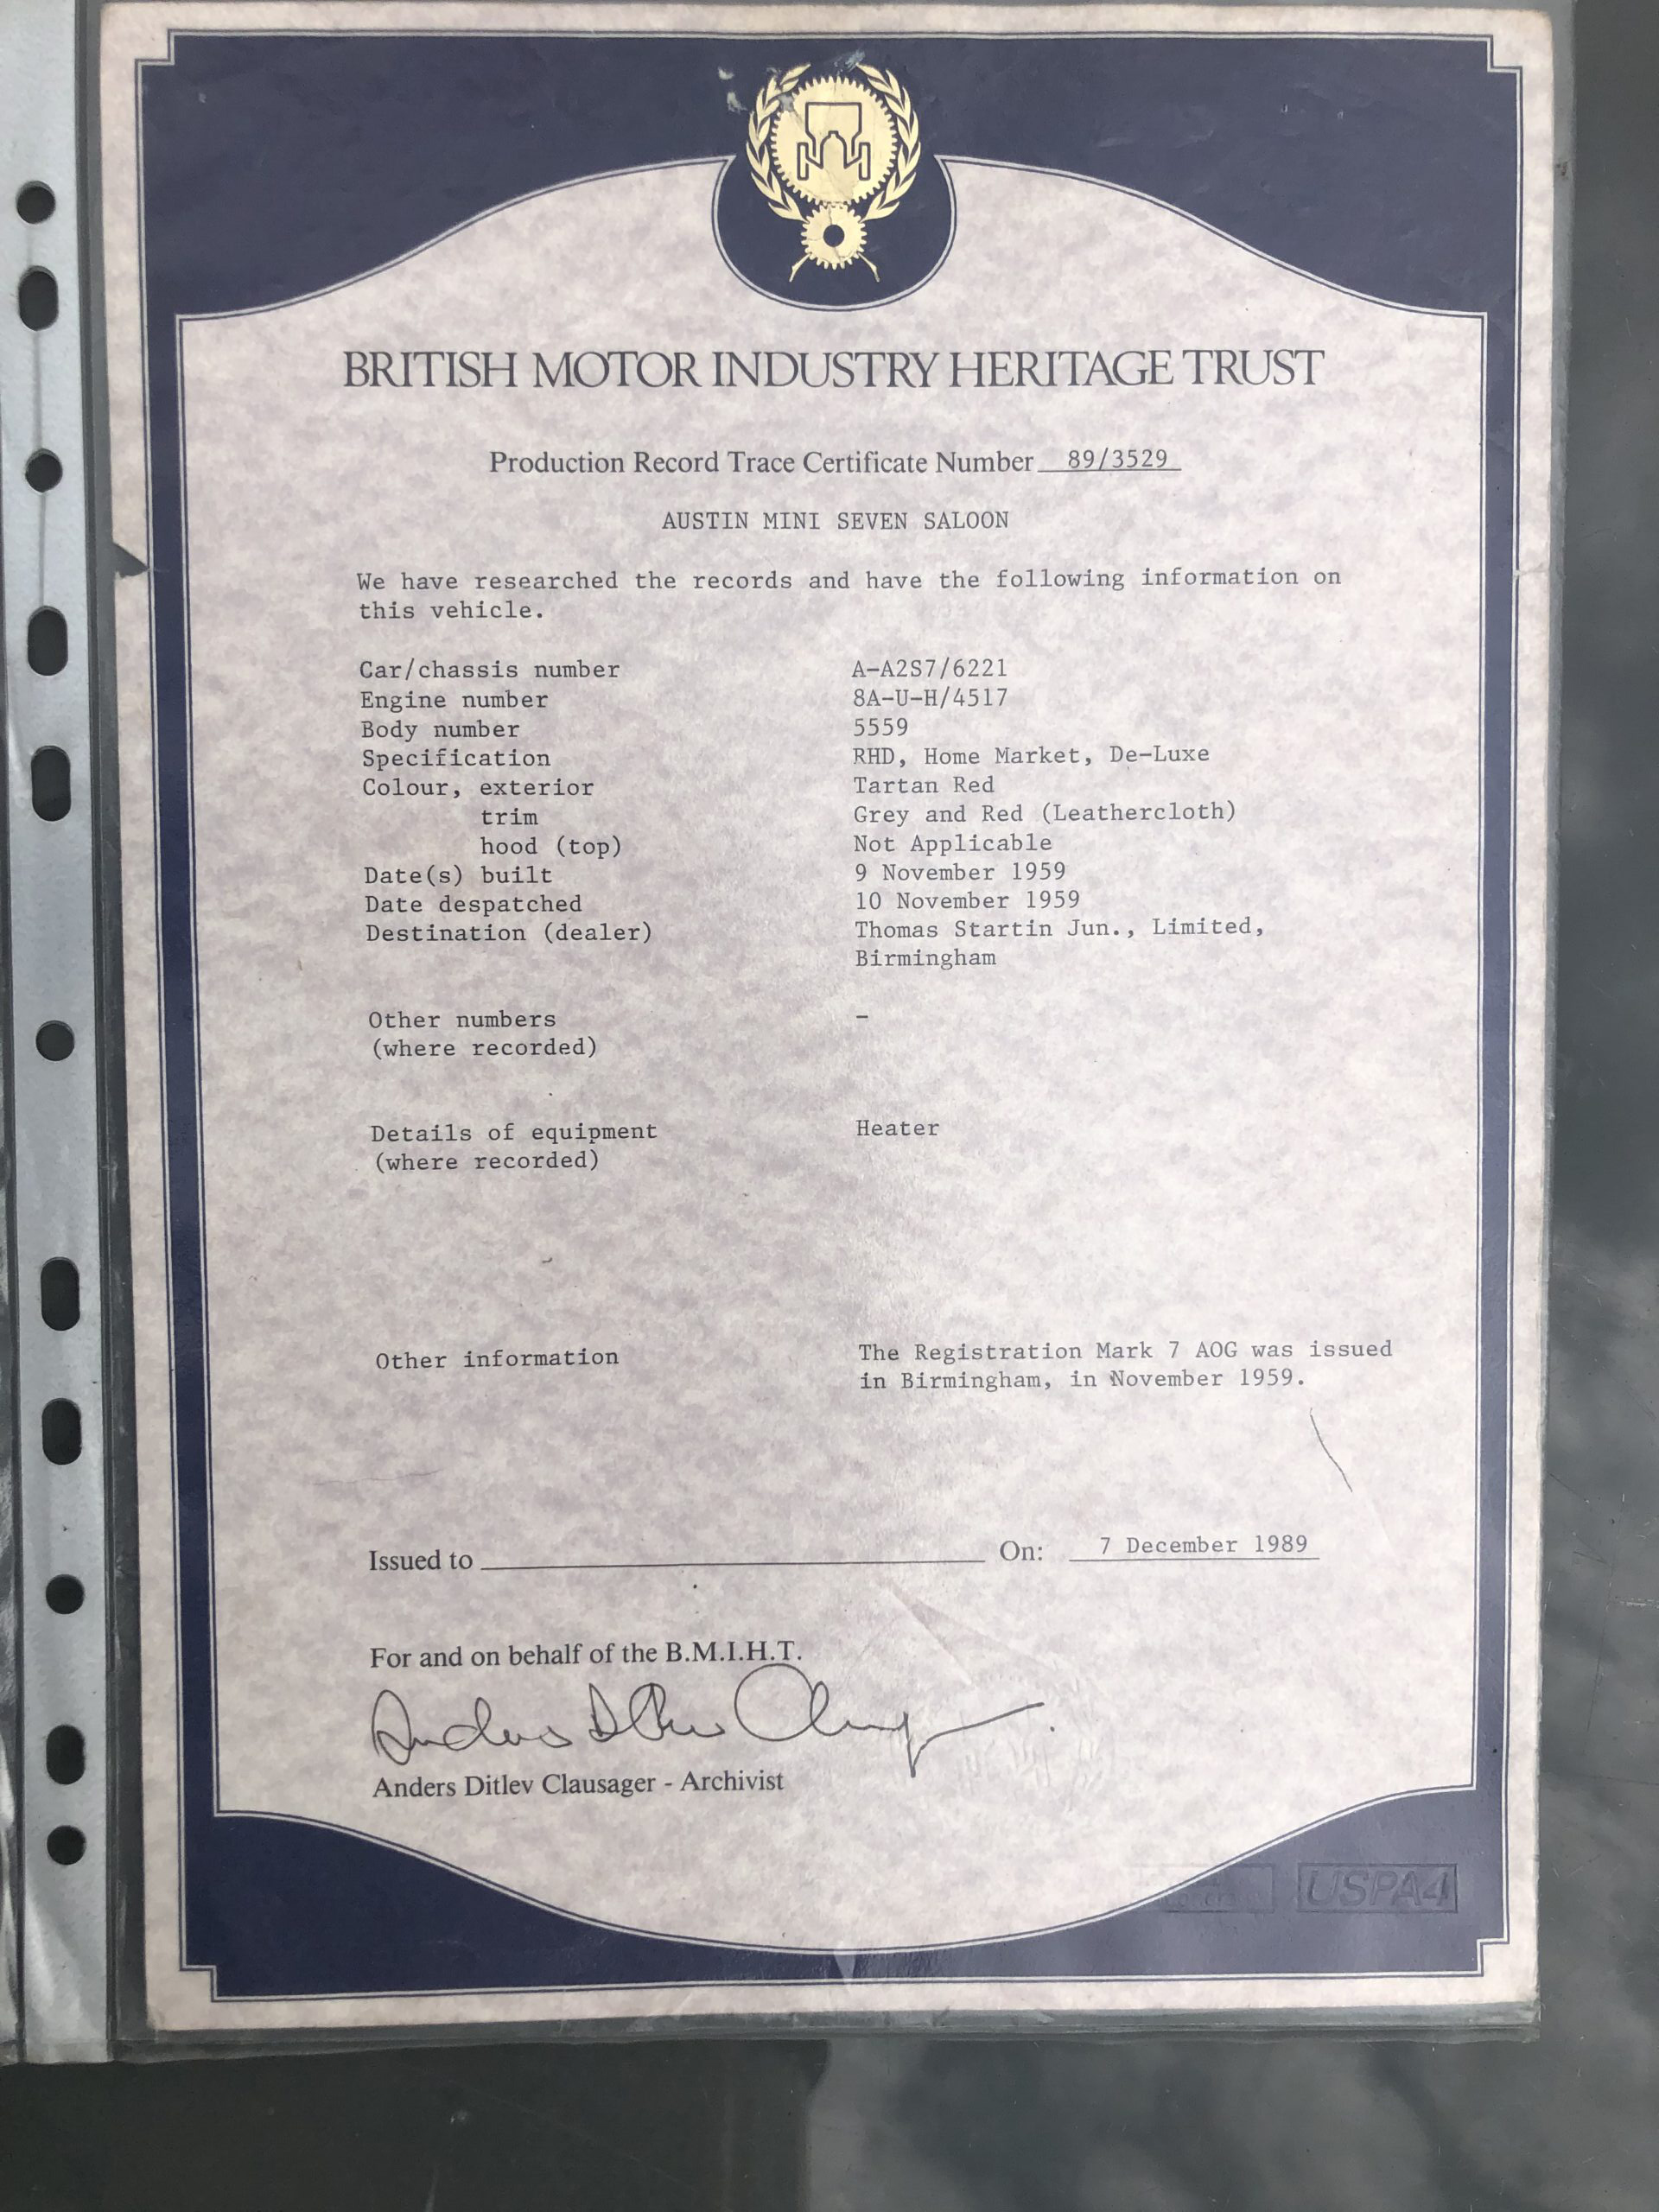 BRITISH MOTOR INDUSTRY HERITAGE TRUST
Production Record Trace Certificate Number 89/3529
AUSTIN MINI SEVEN SALOON
We have researched the records and have the following information on
this vehicle.
Car/chassis number A-A2S7/6221
Engine number 8A-U-H/4517
Body number 5559
Specification RHD, Home Market, De-Luxe
Colour, exterior Tartan Red
trim Grey and Red (Leathercloth)
hood (top) Not Applicable
Date(s) built 9 November 1959
Date despatched 10 November 1959
Destination (dealer) Thomas Startin Jun., Limited,
Birmingham
Other numbers -
(where recorded)
Details of equipment Heater
(where recorded)
Other information The Registration Mark 7 AOG was issued
in Birmingham, in November 1959.
Issued to On: 7 December 1989
For and on behalf of the B.M.I.H.T.
Anders Ditlev Clausager
Anders Ditlev Clausager - Archivist
USPA4